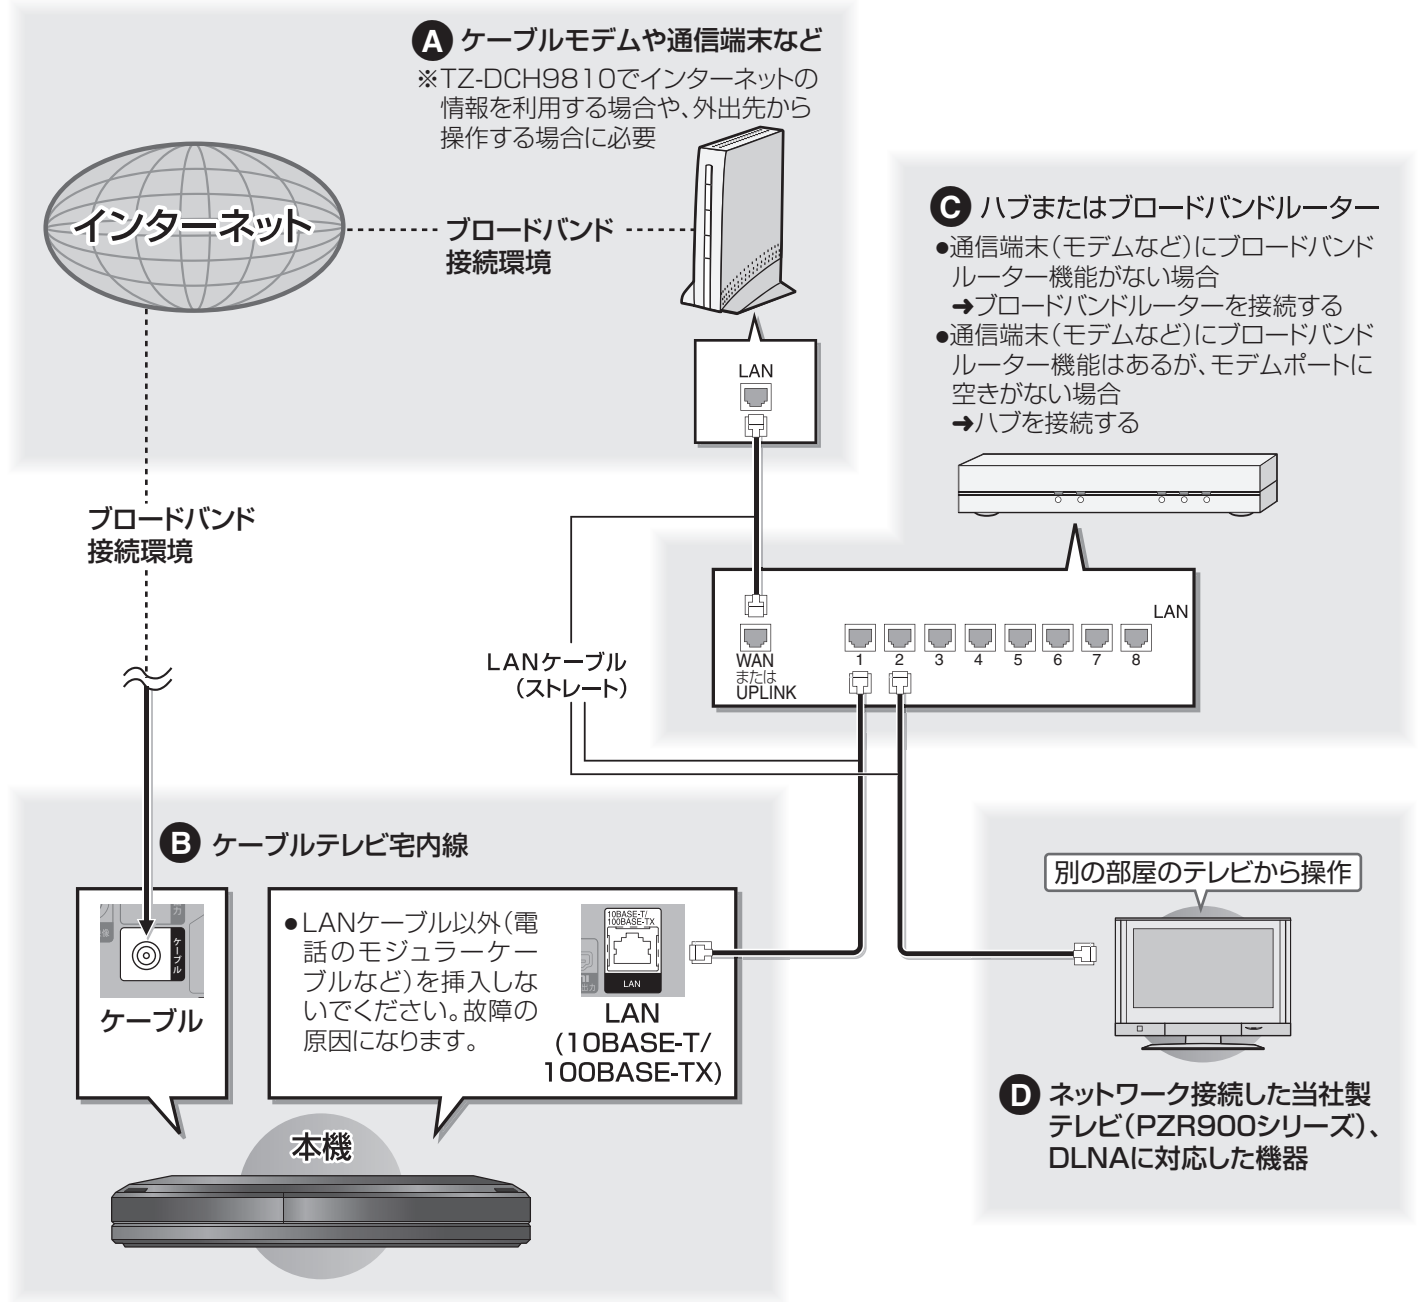 A ケーブルモデムや通信端末など
※TZ-DCH9810でインターネットの
情報を利用する場合や、外出先から
操作する場合に必要
インターネット
ブロードバンド
接続環境
LAN
C ハブまたはブロードバンドルーター
●通信端末(モデムなど)にブロードバンド
ルーター機能がない場合
➜ブロードバンドルーターを接続する
●通信端末(モデムなど)にブロードバンド
ルーター機能はあるが、モデムポートに
空きがない場合
➜ハブを接続する
ブロードバンド
接続環境
LAN
WAN
または
UPLINK
1 2 3 4 5 6 7 8
LANケーブル
(ストレート)
B ケーブルテレビ宅内線
ケーブル
ケーブル
●LANケーブル以外(電
話のモジュラーケー
ブルなど)を挿入しな
いでください。故障の
原因になります。
10BASE-T/
100BASE-TX
LAN
LAN
(10BASE-T/
100BASE-TX)
本機
別の部屋のテレビから操作
D ネットワーク接続した当社製
テレビ(PZR900シリーズ)、
DLNAに対応した機器